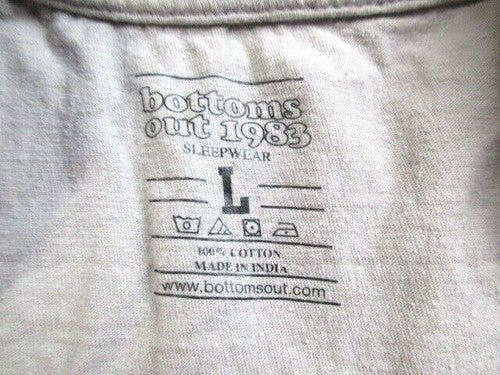 bottoms
out 1983
SLEEPWEAR
L
100% COTTON
MADE IN INDIA
www.bottomsout.com